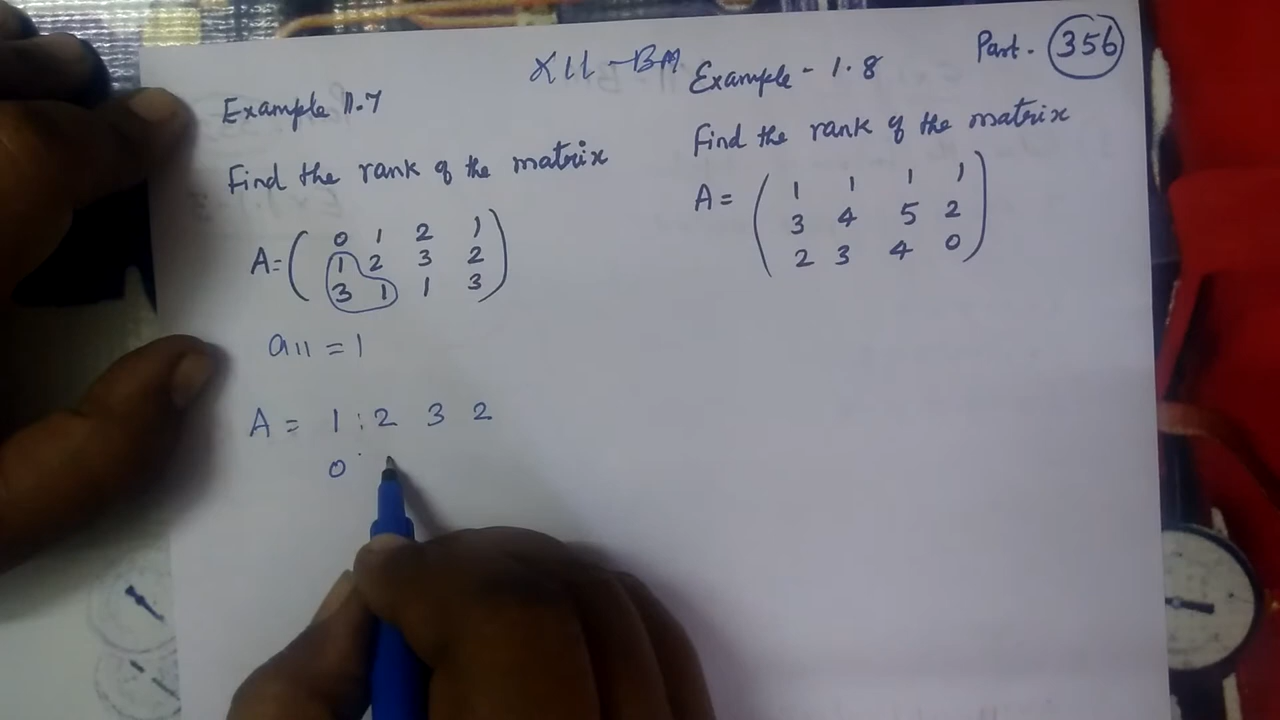 XII - BM
Part - 356
Example 11.7
Find the rank of the matrix
A = ( 0 1 2 1
1 2 3 2
3 1 1 3 )
a11 = 1
A = 1 : 2 3 2
0
Example - 1.8
Find the rank of the matrix
A = ( 1 1 1 1
3 4 5 2
2 3 4 0 )